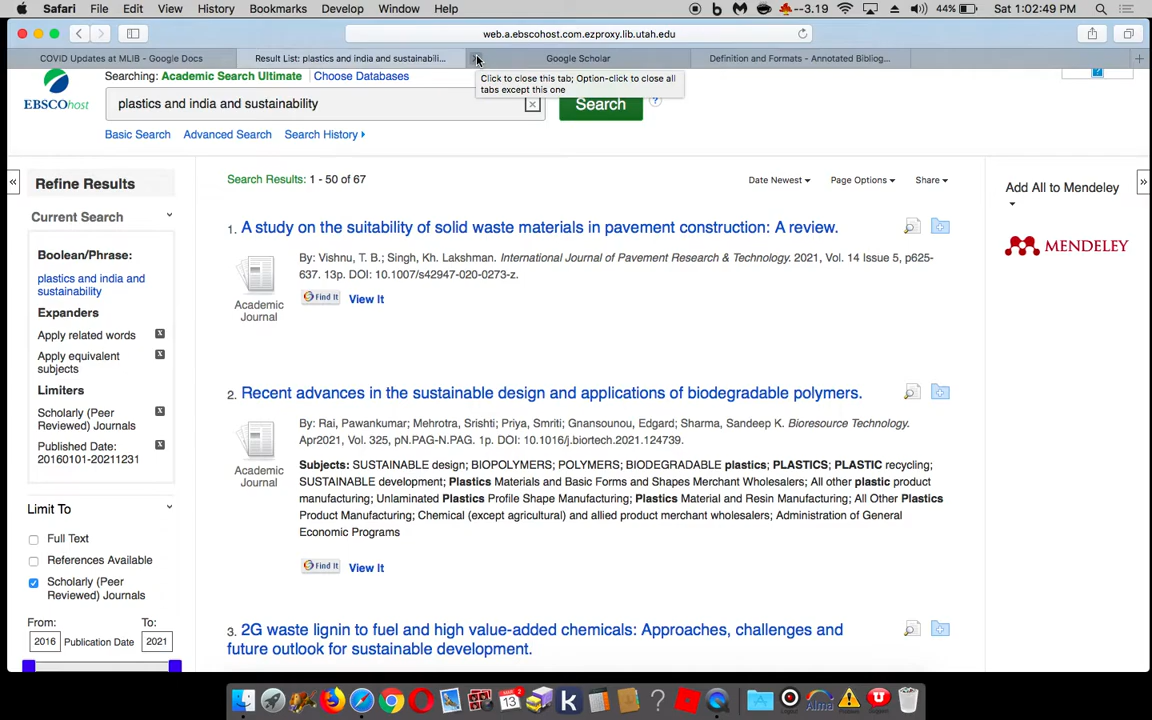 Safari File Edit View History Bookmarks Develop Window Help -3.19 44% Sat 1:02:49 PM
web.a.ebscohost.com.ezproxy.lib.utah.edu
COVID Updates at MLIB - Google Docs Result List: plastics and india and sustainabili... Google Scholar Definition and Formats - Annotated Bibliog...
Searching: Academic Search Ultimate Choose Databases
Click to close this tab; Option-click to close all
tabs except this one
EBSCOhost
plastics and india and sustainability
Search
Basic Search Advanced Search Search History
Refine Results
Current Search
Boolean/Phrase:
plastics and india and
sustainability
Expanders
Apply related words
Apply equivalent
subjects
Limiters
Scholarly (Peer
Reviewed) Journals
Published Date:
20160101-20211231
Limit To
Full Text
References Available
Scholarly (Peer
Reviewed) Journals
From: To:
2016 Publication Date 2021
Search Results: 1 - 50 of 67
Date Newest Page Options Share
1. A study on the suitability of solid waste materials in pavement construction: A review.
By: Vishnu, T. B.; Singh, Kh. Lakshman. International Journal of Pavement Research & Technology. 2021, Vol. 14 Issue 5, p625-
637. 13p. DOI: 10.1007/s42947-020-0273-z.
Academic
Journal
Find It View It
2. Recent advances in the sustainable design and applications of biodegradable polymers.
By: Rai, Pawankumar; Mehrotra, Srishti; Priya, Smriti; Gnansounou, Edgard; Sharma, Sandeep K. Bioresource Technology.
Apr2021, Vol. 325, pN.PAG-N.PAG. 1p. DOI: 10.1016/j.biortech.2021.124739.
Academic
Journal
Subjects: SUSTAINABLE design; BIOPOLYMERS; POLYMERS; BIODEGRADABLE plastics; PLASTICS; PLASTIC recycling;
SUSTAINABLE development; Plastics Materials and Basic Forms and Shapes Merchant Wholesalers; All other plastic product
manufacturing; Unlaminated Plastics Profile Shape Manufacturing; Plastics Material and Resin Manufacturing; All Other Plastics
Product Manufacturing; Chemical (except agricultural) and allied product merchant wholesalers; Administration of General
Economic Programs
Find It View It
3. 2G waste lignin to fuel and high value-added chemicals: Approaches, challenges and
future outlook for sustainable development.
Add All to Mendeley
MENDELEY
MAR
13
2
Alma